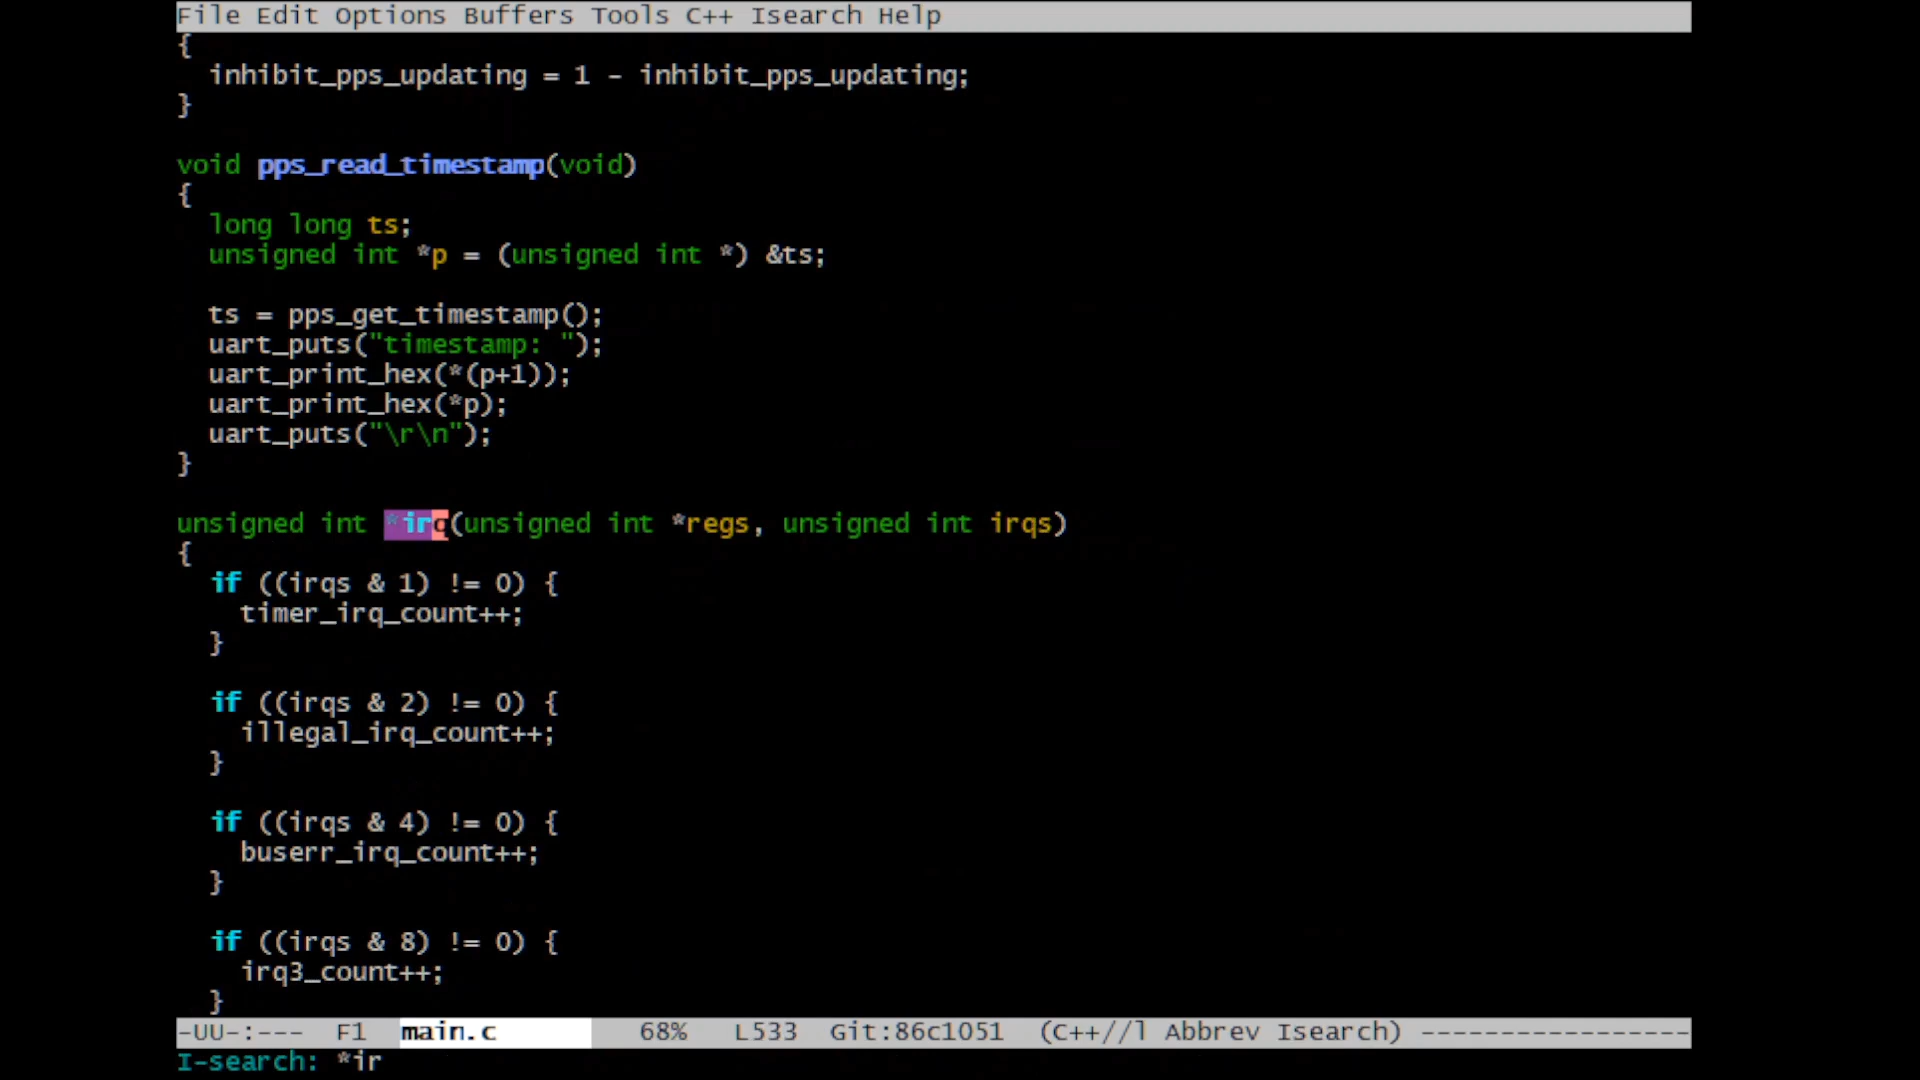 File Edit Options Buffers Tools C++ Isearch Help
{
  inhibit_pps_updating = 1 - inhibit_pps_updating;
}
void pps_read_timestamp(void)
{
  long long ts;
  unsigned int *p = (unsigned int *) &ts;
  ts = pps_get_timestamp();
  uart_puts("timestamp: ");
  uart_print_hex(*(p+1));
  uart_print_hex(*p);
  uart_puts("\r\n");
}
unsigned int *irq(unsigned int *regs, unsigned int irqs)
{
  if ((irqs & 1) != 0) {
    timer_irq_count++;
  }
  if ((irqs & 2) != 0) {
    illegal_irq_count++;
  }
  if ((irqs & 4) != 0) {
    buserr_irq_count++;
  }
  if ((irqs & 8) != 0) {
    irq3_count++;
  }
-UU-:--- F1 main.c 68% L533 Git:86c1051 (C++//l Abbrev Isearch) -----------------
I-search: *ir